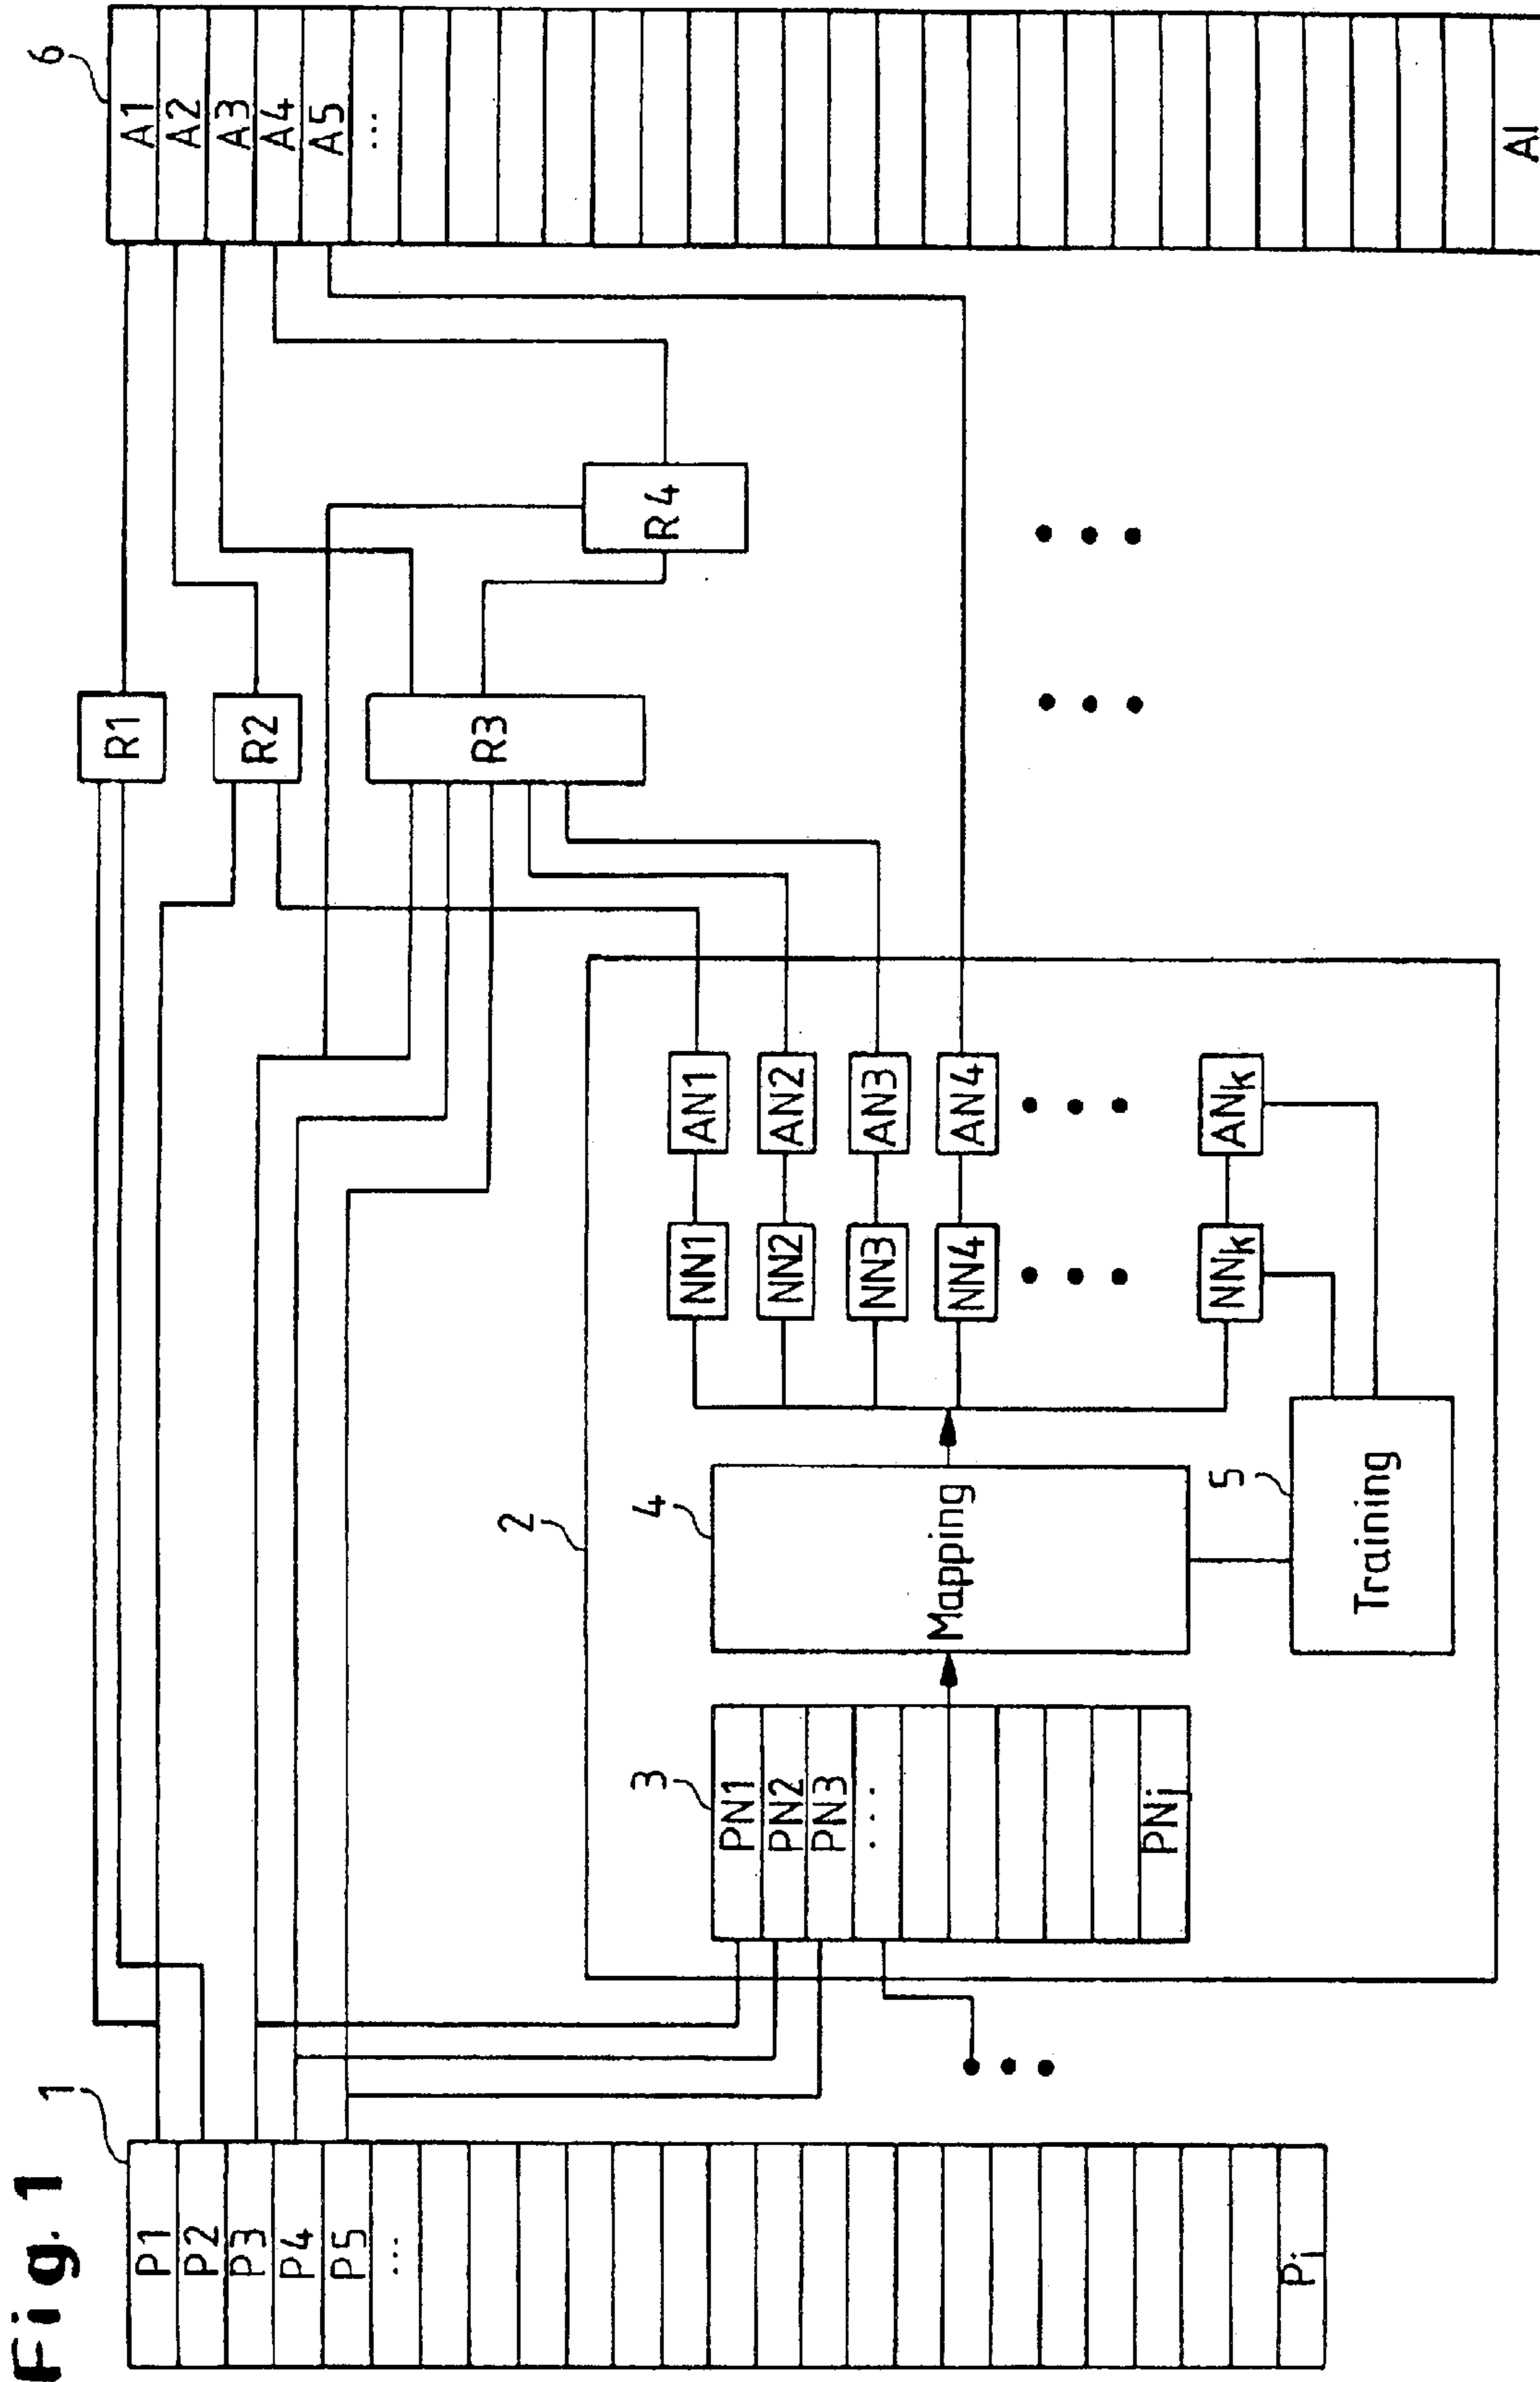 Fig. 1
1
P1
P2
P3
P4
P5
...
Pi
2
3
PN1
PN2
PN3
...
PNj
4
Mapping
5
Training
NN1
NN2
NN3
NN4
NNk
AN1
AN2
AN3
AN4
ANk
R1
R2
R3
R4
6
A1
A2
A3
A4
A5
...
Al